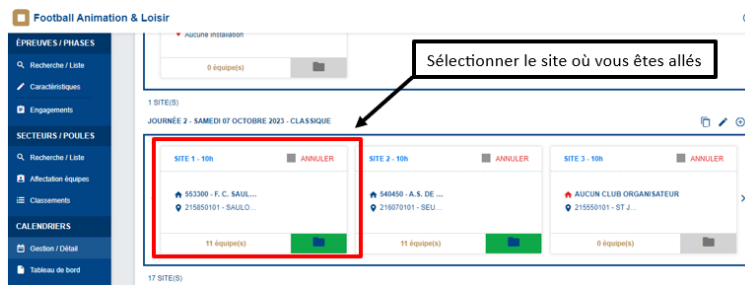 Football Animation & Loisir
ÉPREUVES / PHASES
Recherche / Liste
Caractéristiques
Engagements
SECTEURS / POULES
Recherche / Liste
Affectation équipes
Classements
CALENDRIERS
Gestion / Détail
Tableau de bord
Aucune installation
0 équipe(s)
Sélectionner le site où vous êtes allés
1 SITE(S)
JOURNÉE 2 - SAMEDI 07 OCTOBRE 2023 - CLASSIQUE
SITE 1 - 10h ANNULER
553300 - F. C. SAUL...
215850101 - SAULO...
11 équipe(s)
SITE 2 - 10h ANNULER
540450 - A.S. DE ...
216070101 - SEU...
11 équipe(s)
SITE 3 - 10h ANNULER
AUCUN CLUB ORGANISATEUR
215550101 - ST J...
0 équipe(s)
17 SITE(S)